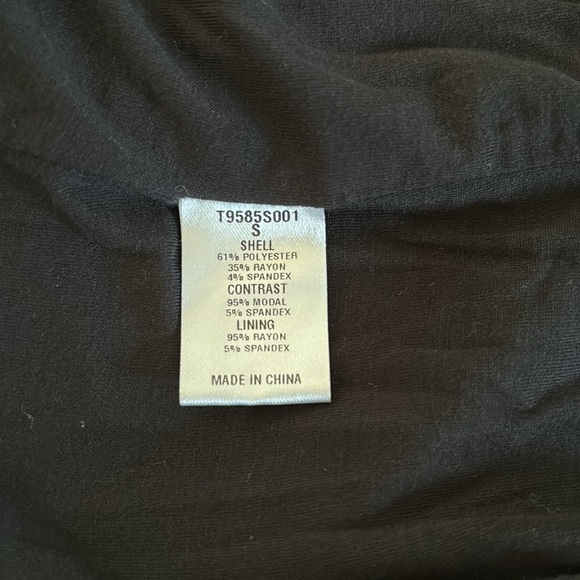 T9585S001
S
SHELL
61% POLYESTER
35% RAYON
4% SPANDEX
CONTRAST
95% MODAL
5% SPANDEX
LINING
95% RAYON
5% SPANDEX
MADE IN CHINA